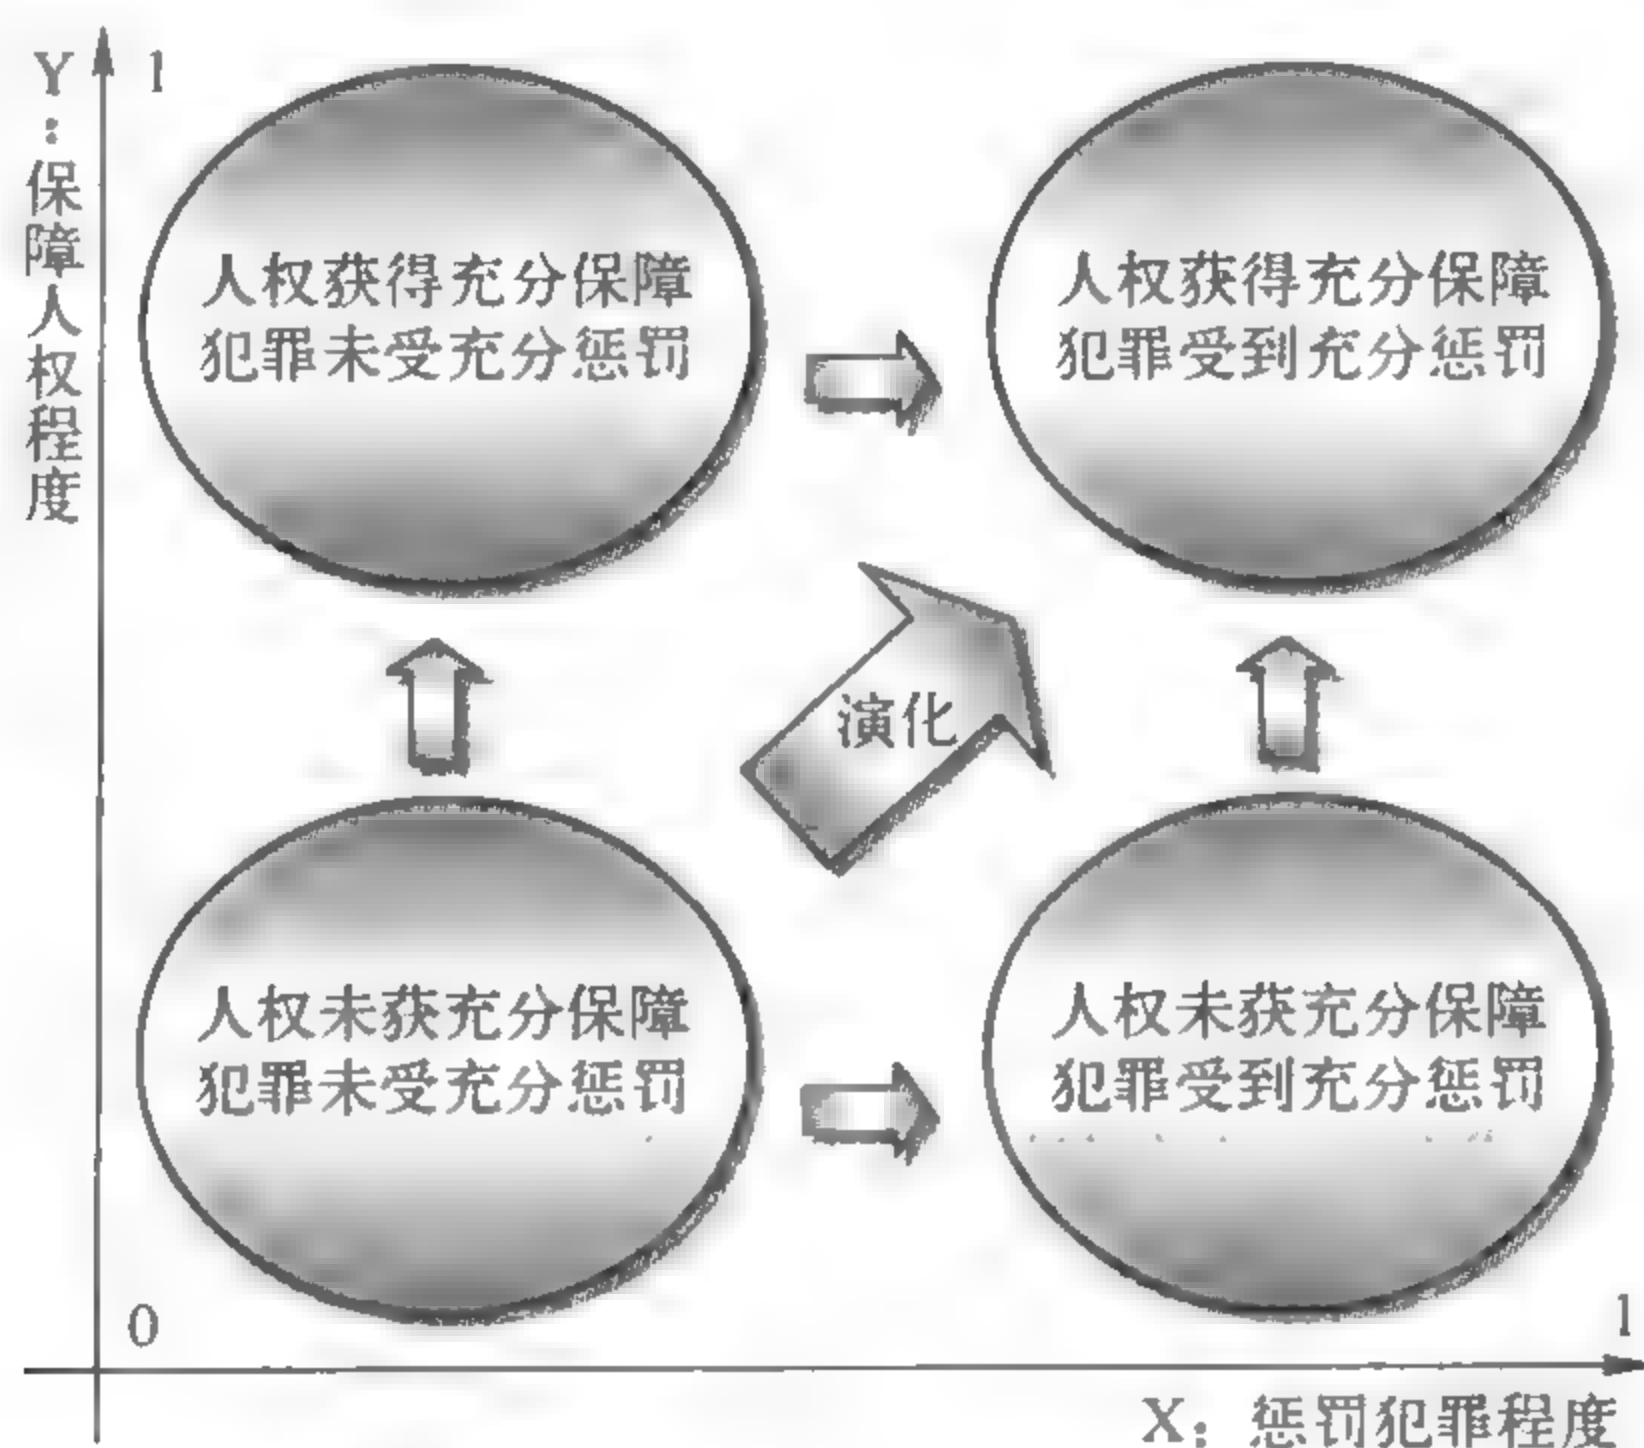 Y：保障人权程度
1
人权获得充分保障
犯罪未受充分惩罚
人权获得充分保障
犯罪受到充分惩罚
演化
人权未获充分保障
犯罪未受充分惩罚
人权未获充分保障
犯罪受到充分惩罚
0
1
X：惩罚犯罪程度